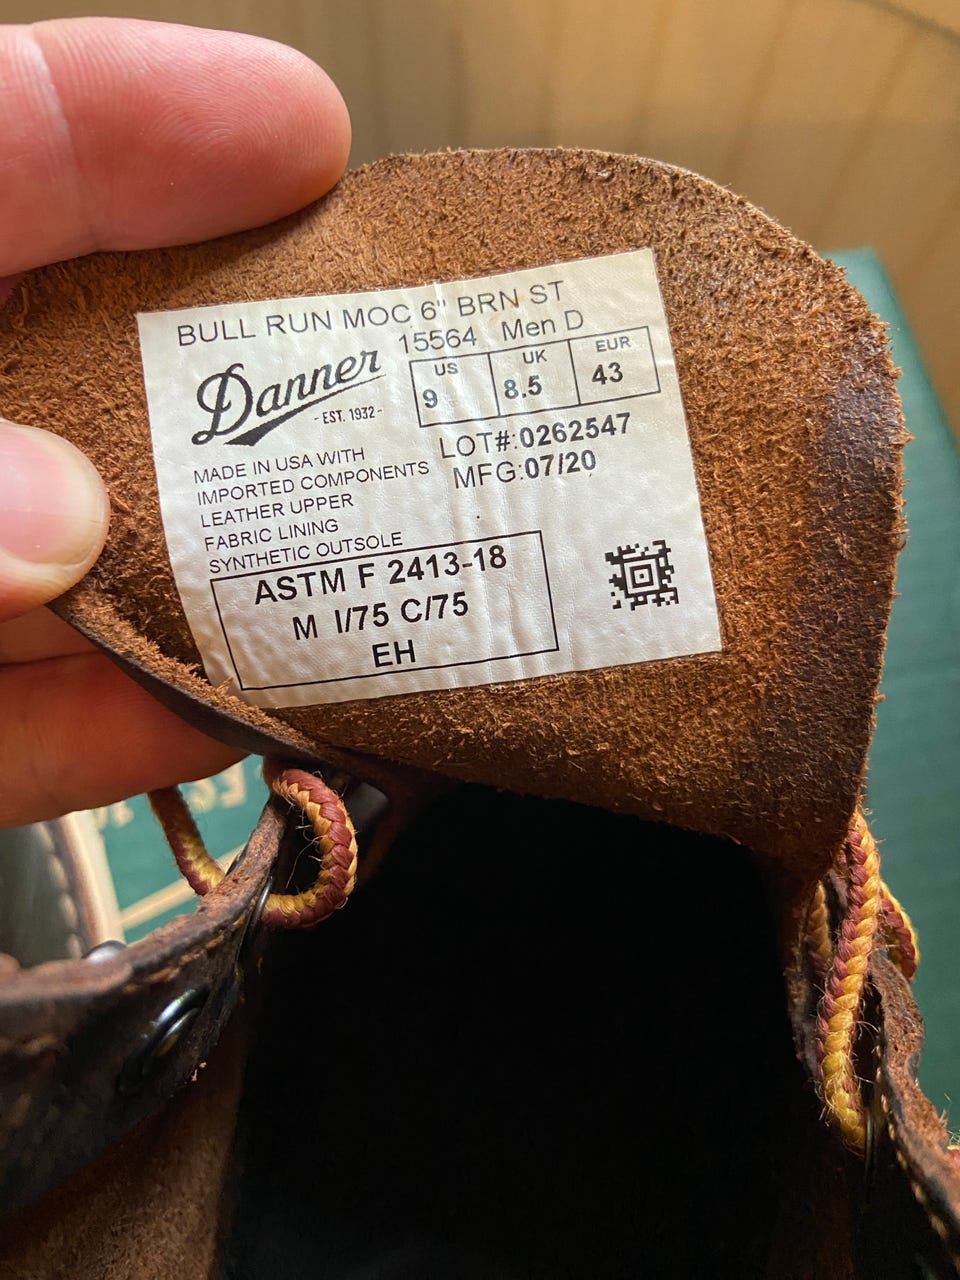 BULL RUN MOC 6" BRN ST
15564 Men D
Danner
- EST. 1932 -
US UK EUR
9 8.5 43
LOT#:0262547
MFG:07/20
MADE IN USA WITH
IMPORTED COMPONENTS
LEATHER UPPER
FABRIC LINING
SYNTHETIC OUTSOLE
ASTM F 2413-18
M I/75 C/75
EH